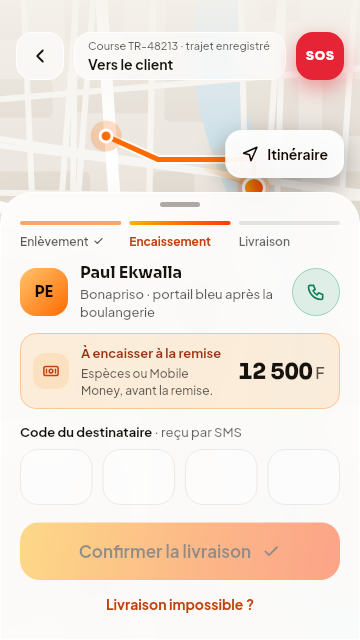 Course TR-48213 · trajet enregistré
Vers le client
SOS
Itinéraire
Enlèvement
Encaissement
Livraison
PE
Paul Ekwalla
Bonapriso · portail bleu après la
boulangerie
À encaisser à la remise
Espèces ou Mobile
Money, avant la remise.
12 500 F
Code du destinataire · reçu par SMS
Confirmer la livraison
Livraison impossible ?